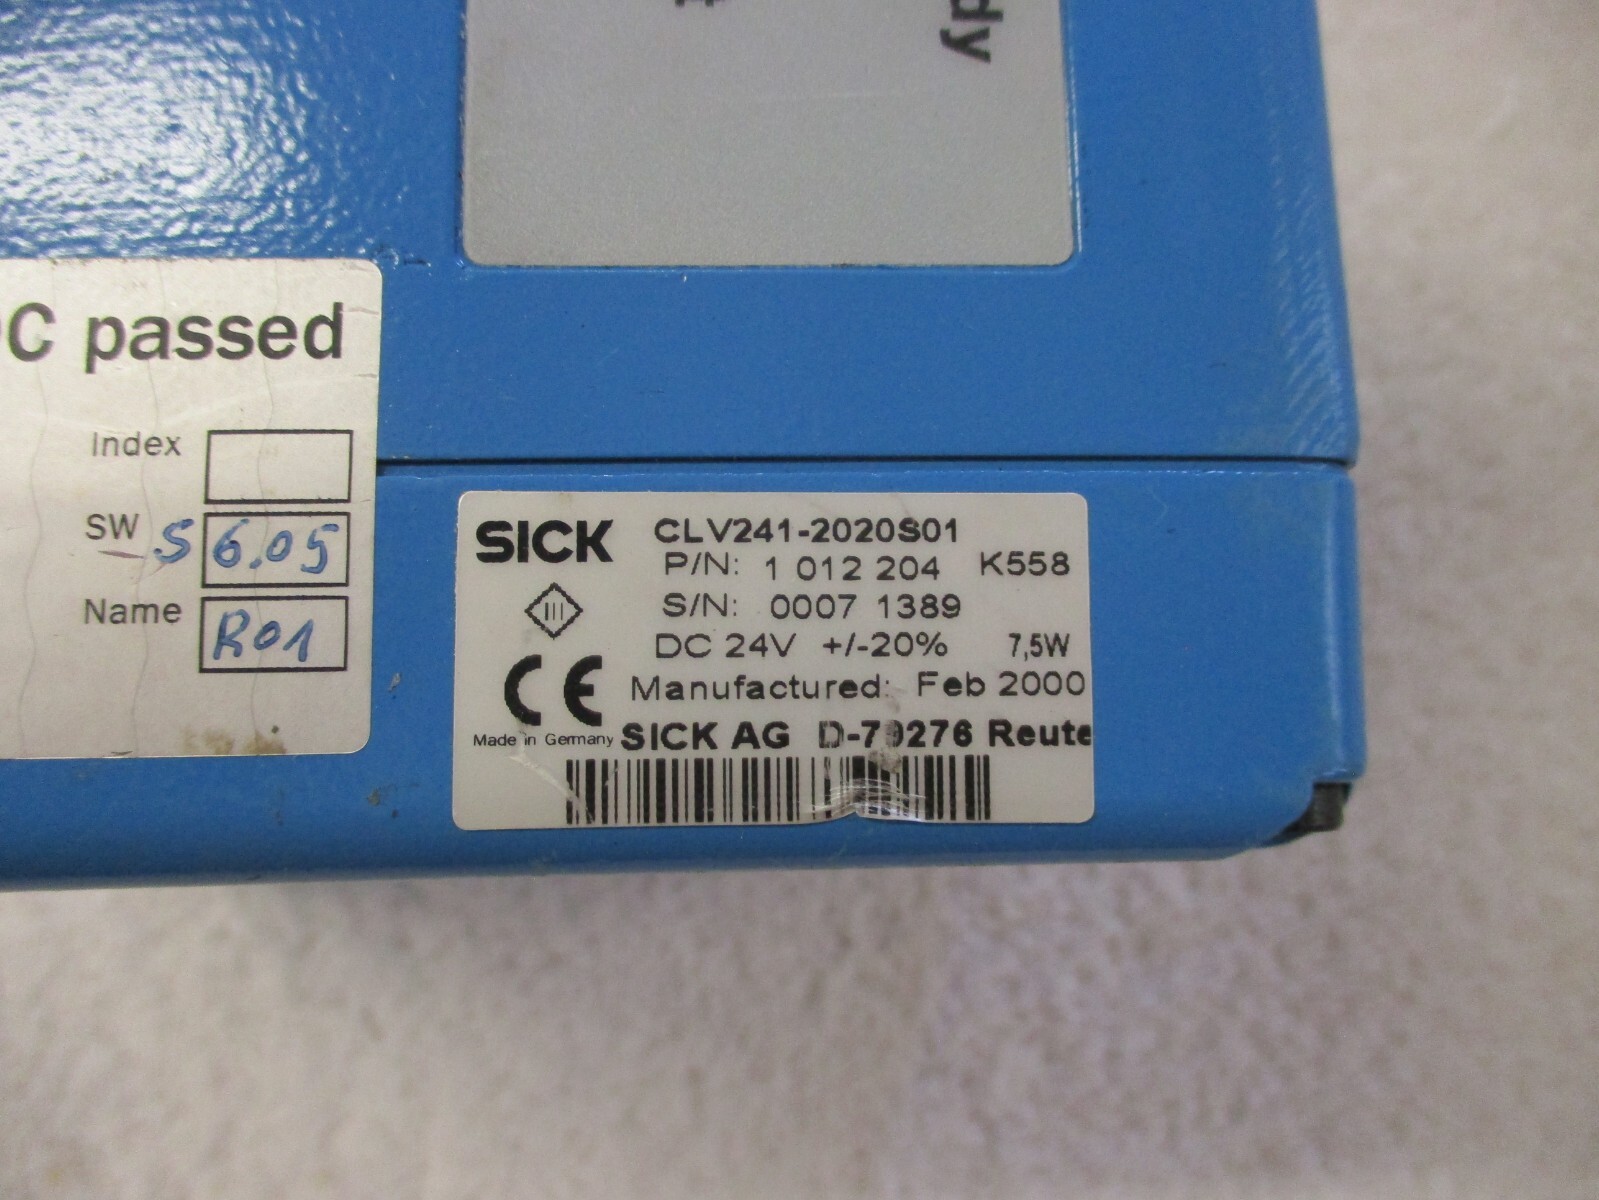 dy
C passed
Index
SW S 6.05
Name R01
SICK
CLV241-2020S01
P/N: 1 012 204 K558
S/N: 0007 1389
DC 24V +/-20% 7,5W
CE
Manufactured: Feb 2000
Made in Germany SICK AG D-79276 Reute